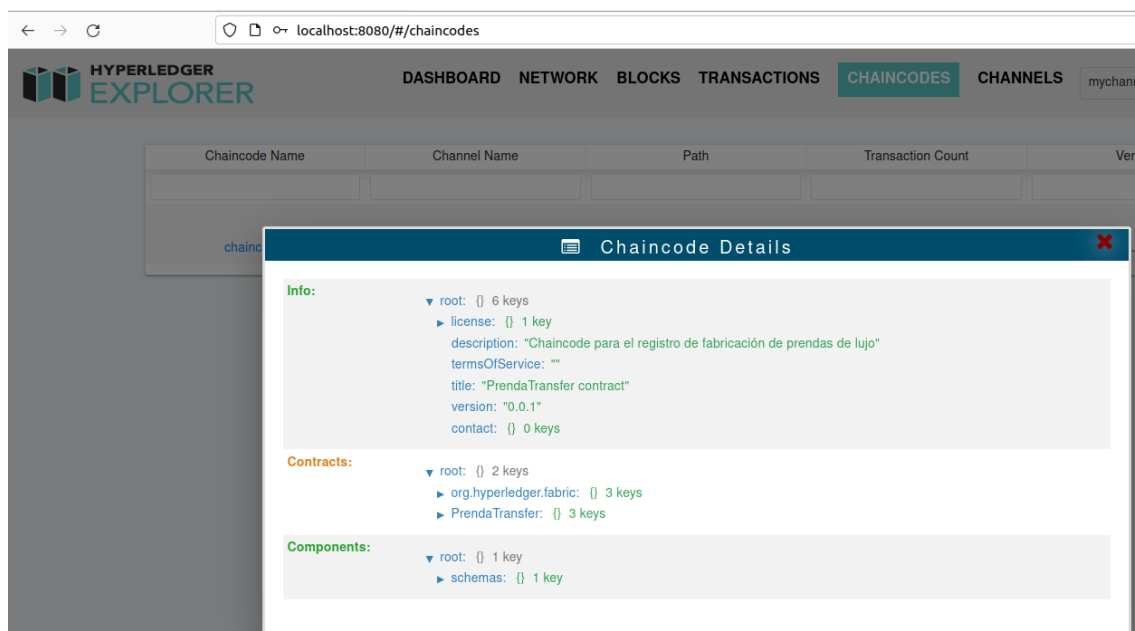 localhost:8080/#/chaincodes
HYPERLEDGER
EXPLORER
DASHBOARD NETWORK BLOCKS TRANSACTIONS CHAINCODES CHANNELS
Chaincode Name Channel Name Path Transaction Count
Chaincode Details
Info:
root: {} 6 keys
license: {} 1 key
description: "Chaincode para el registro de fabricación de prendas de lujo"
termsOfService: ""
title: "PrendaTransfer contract"
version: "0.0.1"
contact: {} 0 keys
Contracts:
root: {} 2 keys
org.hyperledger.fabric: {} 3 keys
PrendaTransfer: {} 3 keys
Components:
root: {} 1 key
schemas: {} 1 key